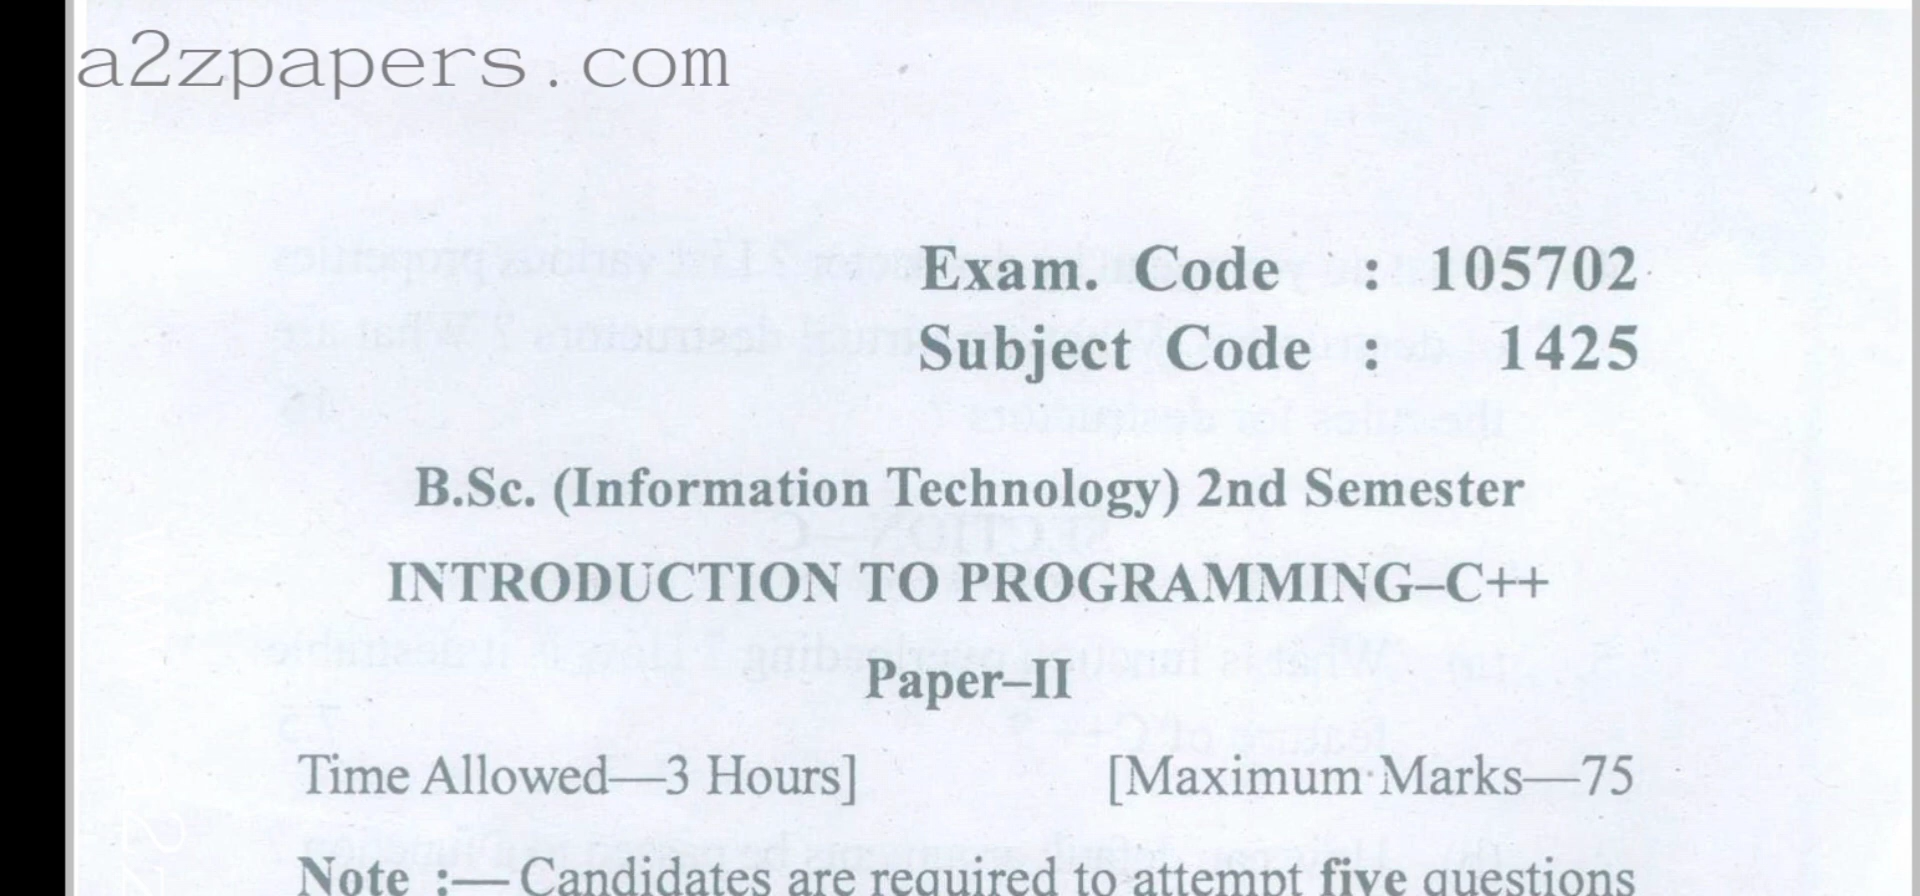 a2zpapers.com
Exam. Code : 105702
Subject Code : 1425
B.Sc. (Information Technology) 2nd Semester
INTRODUCTION TO PROGRAMMING–C++
Paper–II
Time Allowed—3 Hours] [Maximum Marks—75
Note :— Candidates are required to attempt five questions